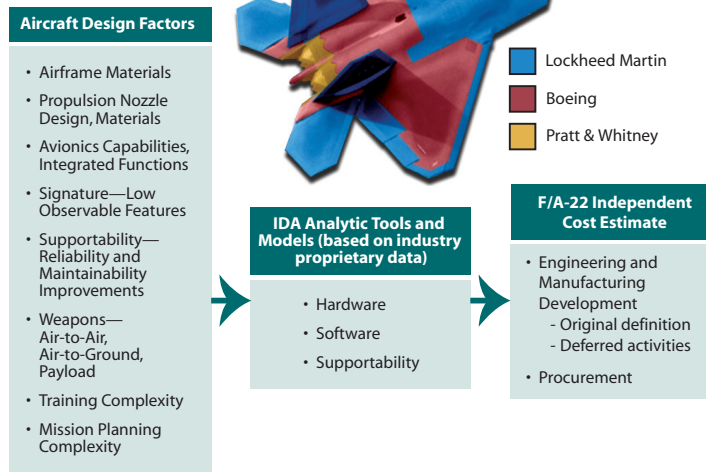 Aircraft Design Factors
• Airframe Materials
• Propulsion Nozzle
Design, Materials
• Avionics Capabilities,
Integrated Functions
• Signature—Low
Observable Features
• Supportability—
Reliability and
Maintainability
Improvements
• Weapons—
Air-to-Air,
Air-to-Ground,
Payload
• Training Complexity
• Mission Planning
Complexity
Lockheed Martin
Boeing
Pratt & Whitney
IDA Analytic Tools and
Models (based on industry
proprietary data)
• Hardware
• Software
• Supportability
F/A-22 Independent
Cost Estimate
• Engineering and
Manufacturing
Development
- Original definition
- Deferred activities
• Procurement